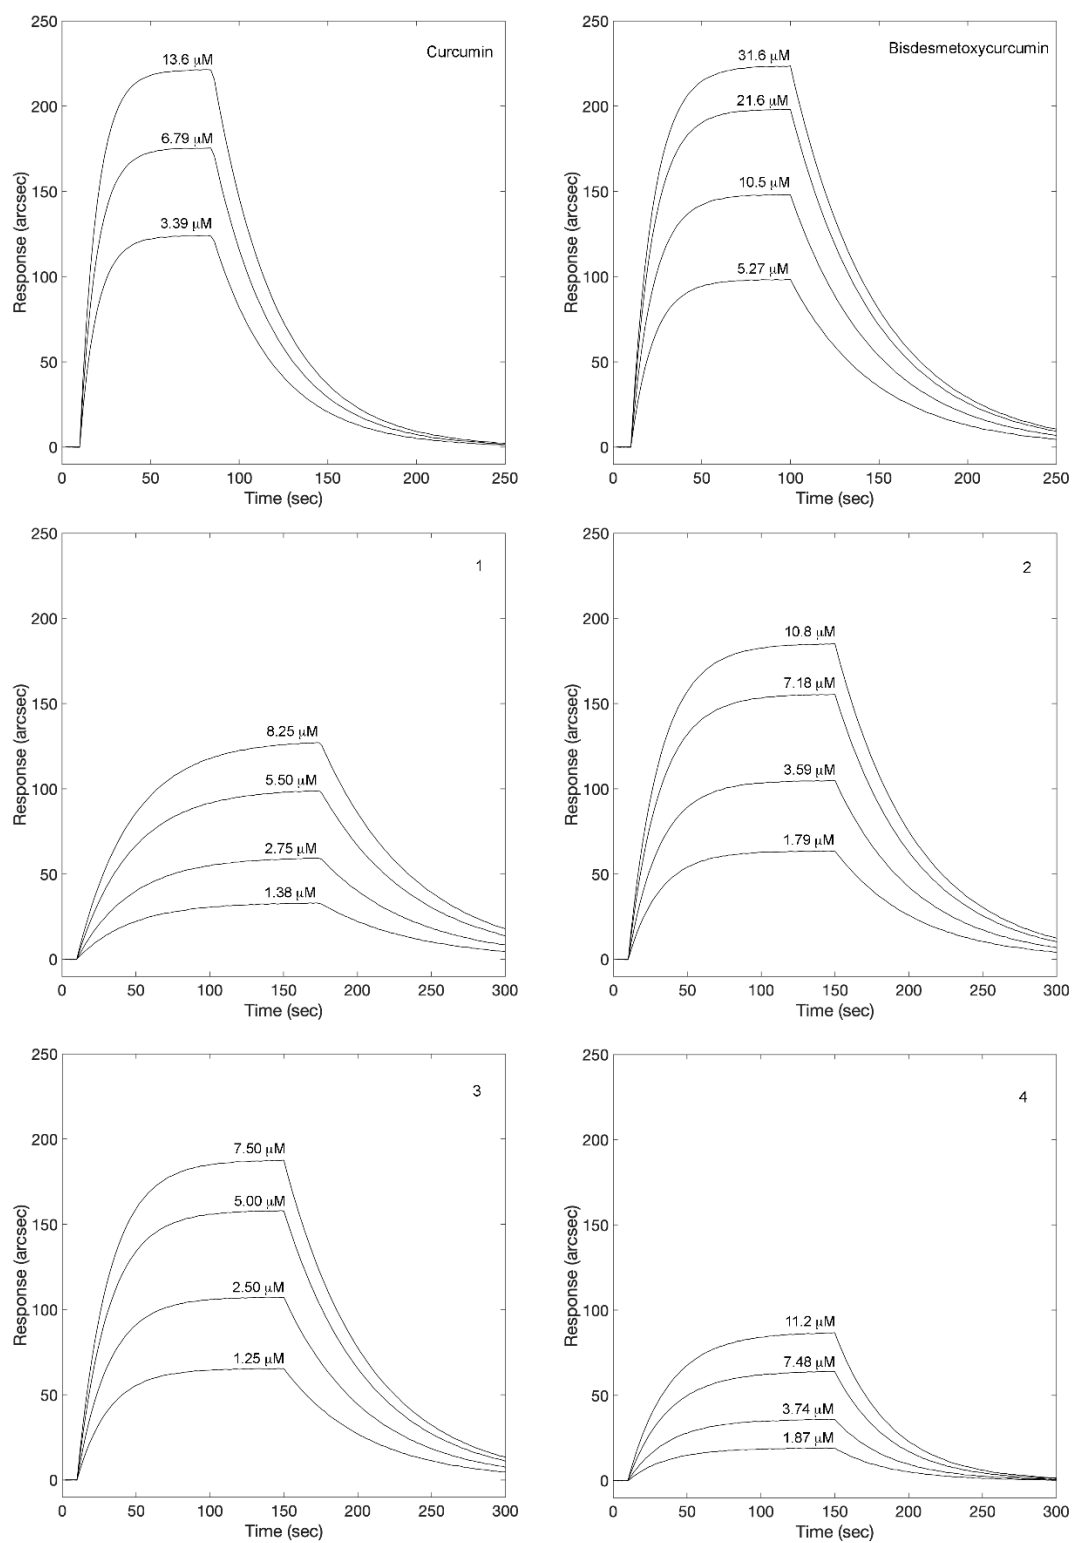 250
200
150
100
50
0
Response (arcsec)
13.6 μM
6.79 μM
3.39 μM
Curcumin
0 50 100 150 200 250
Time (sec)
250
200
150
100
50
0
Response (arcsec)
31.6 μM
21.6 μM
10.5 μM
5.27 μM
Bisdesmetoxycurcumin
0 50 100 150 200 250
Time (sec)
250
200
150
100
50
0
Response (arcsec)
1
8.25 μM
5.50 μM
2.75 μM
1.38 μM
0 50 100 150 200 250 300
Time (sec)
250
200
150
100
50
0
Response (arcsec)
2
10.8 μM
7.18 μM
3.59 μM
1.79 μM
0 50 100 150 200 250 300
Time (sec)
250
200
150
100
50
0
Response (arcsec)
3
7.50 μM
5.00 μM
2.50 μM
1.25 μM
0 50 100 150 200 250 300
Time (sec)
250
200
150
100
50
0
Response (arcsec)
4
11.2 μM
7.48 μM
3.74 μM
1.87 μM
0 50 100 150 200 250 300
Time (sec)